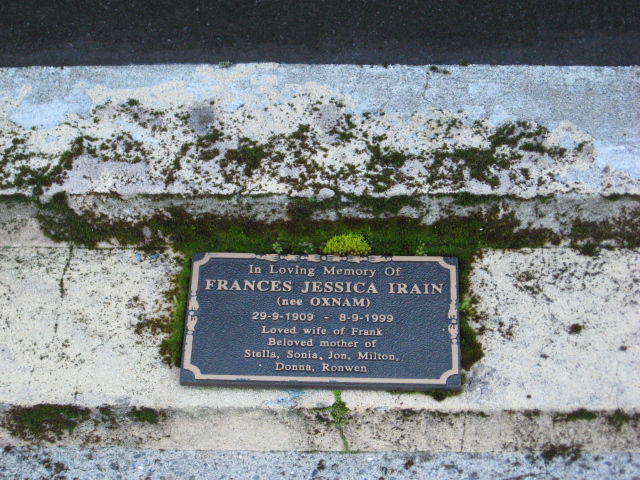 In Loving Memory Of
FRANCES JESSICA IRAIN
(nee OXNAM)
29-9-1909 - 8-9-1999
Loved wife of Frank
Beloved mother of
Stella, Sonia, Jon, Milton,
Donna, Ronwen